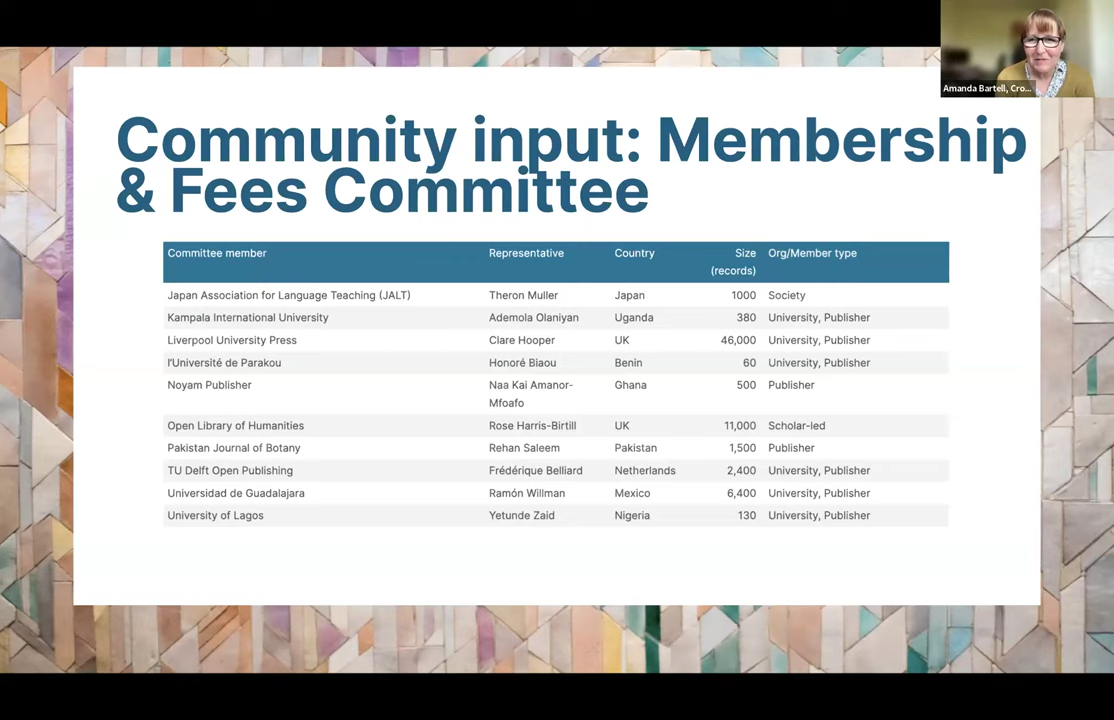 Amanda Bartell, Cro...
Community input: Membership
& Fees Committee
Committee member Representative Country Size (records) Org/Member type
Japan Association for Language Teaching (JALT) Theron Muller Japan 1000 Society
Kampala International University Ademola Olaniyan Uganda 380 University, Publisher
Liverpool University Press Clare Hooper UK 46,000 University, Publisher
l'Université de Parakou Honoré Biaou Benin 60 University, Publisher
Noyam Publisher Naa Kai Amanor-Mfoafo Ghana 500 Publisher
Open Library of Humanities Rose Harris-Birtill UK 11,000 Scholar-led
Pakistan Journal of Botany Rehan Saleem Pakistan 1,500 Publisher
TU Delft Open Publishing Frédérique Belliard Netherlands 2,400 University, Publisher
Universidad de Guadalajara Ramón Willman Mexico 6,400 University, Publisher
University of Lagos Yetunde Zaid Nigeria 130 University, Publisher